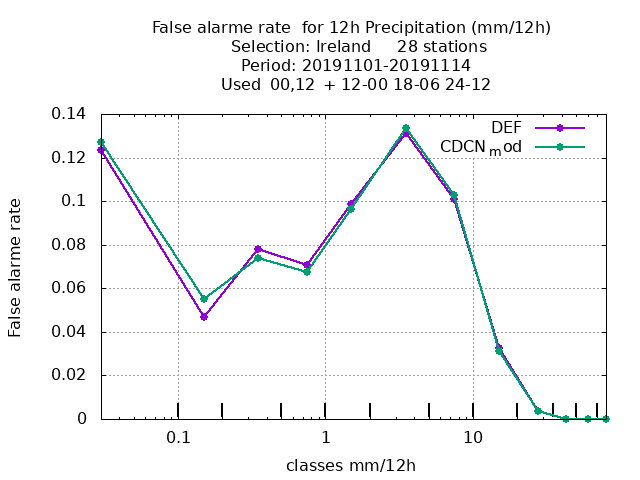 False alarme rate  for 12h Precipitation (mm/12h)
Selection: Ireland     28 stations
Period: 20191101-20191114
Used  00,12  + 12-00 18-06 24-12
DEF
CDCN_mod
False alarme rate
0.14
0.12
0.1
0.08
0.06
0.04
0.02
0
0.1
1
10
classes mm/12h